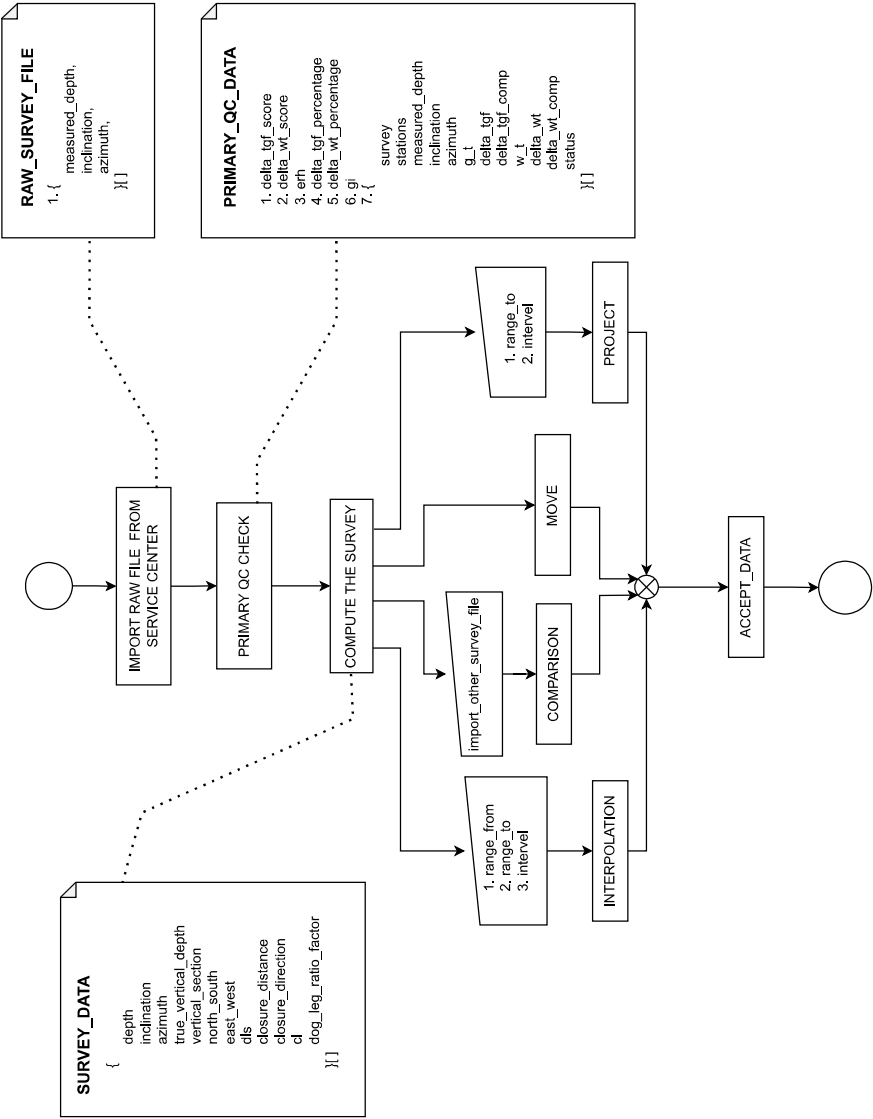 RAW_SURVEY_FILE
1. {
measured_depth,
inclination,
azimuth,
}[ ]
PRIMARY_QC_DATA
1. delta_tgf_score
2. delta_wt_score
3. erh
4. delta_tgf_percentage
5. delta_wt_percentage
6. gi
7. {
survey
stations
measured_depth
inclination
azimuth
g_t
delta_tgf
delta_tgf_comp
w_t
delta_wt
delta_wt_comp
status
}[ ]
IMPORT RAW FILE FROM
SERVICE CENTER
PRIMARY QC CHECK
COMPUTE THE SURVEY
SURVEY_DATA
{
depth
inclination
azimuth
true_vertical_depth
vertical_section
north_south
east_west
dls
closure_distance
closure_direction
cl
dog_leg_ratio_factor
}[ ]
1. range_from
2. range_to
3. intervel
INTERPOLATION
import_other_survey_file
COMPARISON
MOVE
1. range_to
2. intervel
PROJECT
ACCEPT_DATA